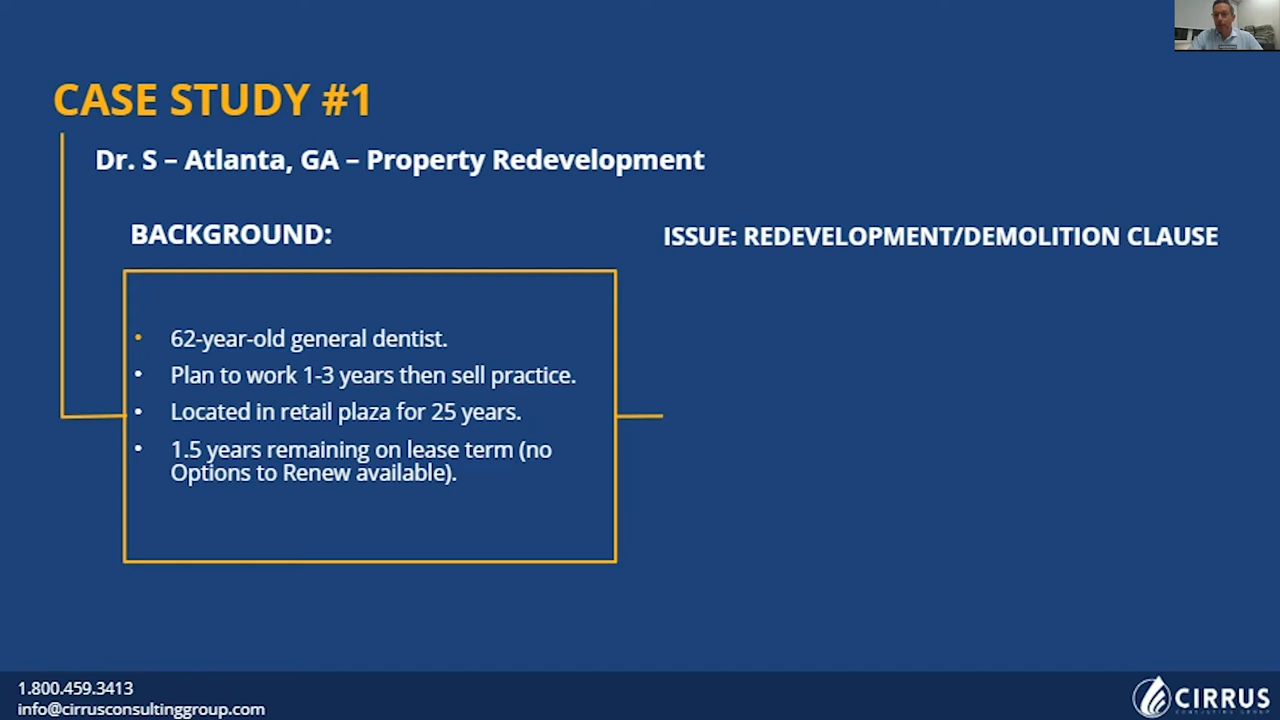 CASE STUDY #1
Dr. S – Atlanta, GA – Property Redevelopment
BACKGROUND:
ISSUE: REDEVELOPMENT/DEMOLITION CLAUSE
• 62-year-old general dentist.
• Plan to work 1-3 years then sell practice.
• Located in retail plaza for 25 years.
• 1.5 years remaining on lease term (no
Options to Renew available).
1.800.459.3413
info@cirrusconsultinggroup.com
CIRRUS
CONSULTING GROUP